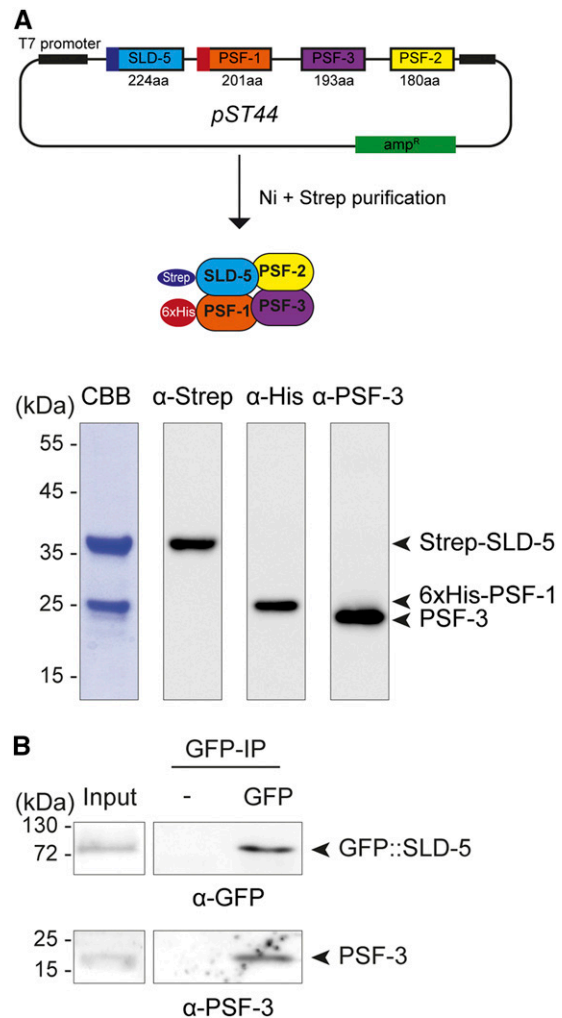 A
T7 promoter
SLD-5 PSF-1 PSF-3 PSF-2
224aa 201aa 193aa 180aa
pST44
ampR
Ni + Strep purification
Strep SLD-5 PSF-2
6xHis PSF-1 PSF-3
(kDa) CBB α-Strep α-His α-PSF-3
55 -
45 -
35 -
Strep-SLD-5
25 -
6xHis-PSF-1
PSF-3
15 -
B
GFP-IP
(kDa) Input - GFP
130 -
72 -
GFP::SLD-5
α-GFP
25 -
PSF-3
15 -
α-PSF-3